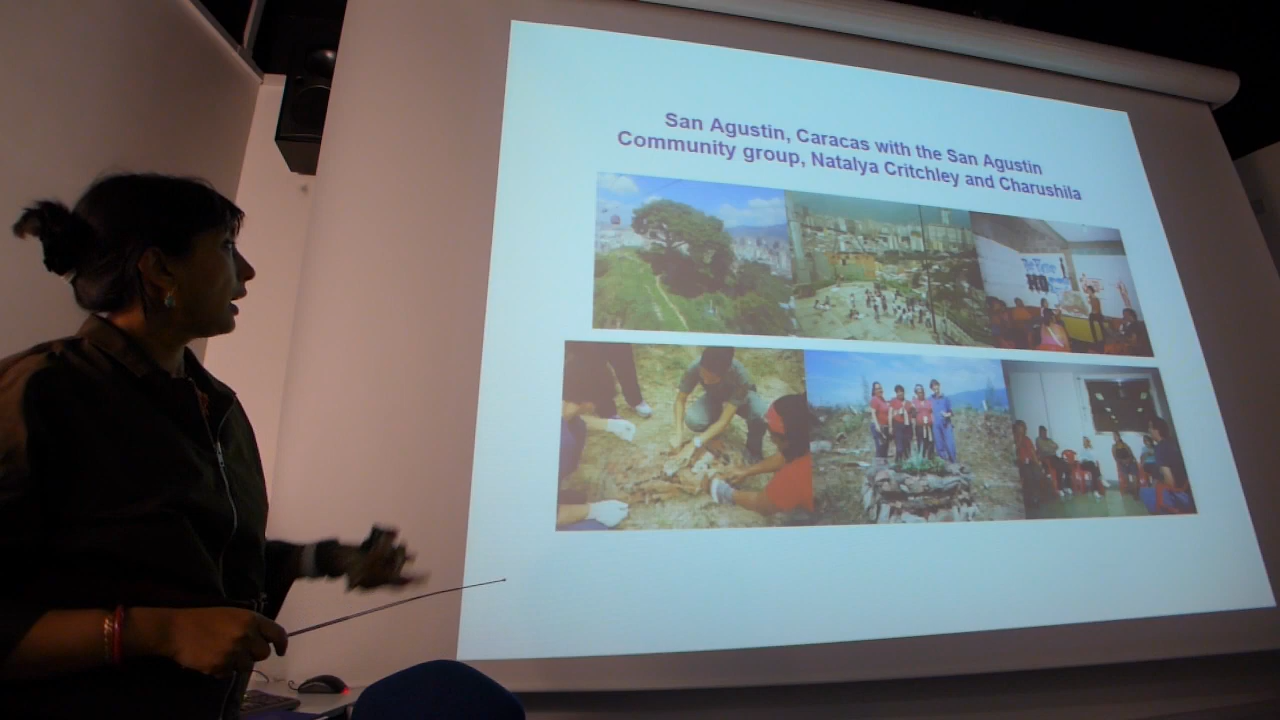 San Agustin, Caracas with the San Agustin
Community group, Natalya Critchley and Charushila